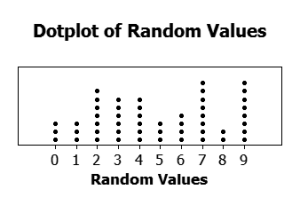 Dotplot of Random Values
0 1 2 3 4 5 6 7 8 9
Random Values